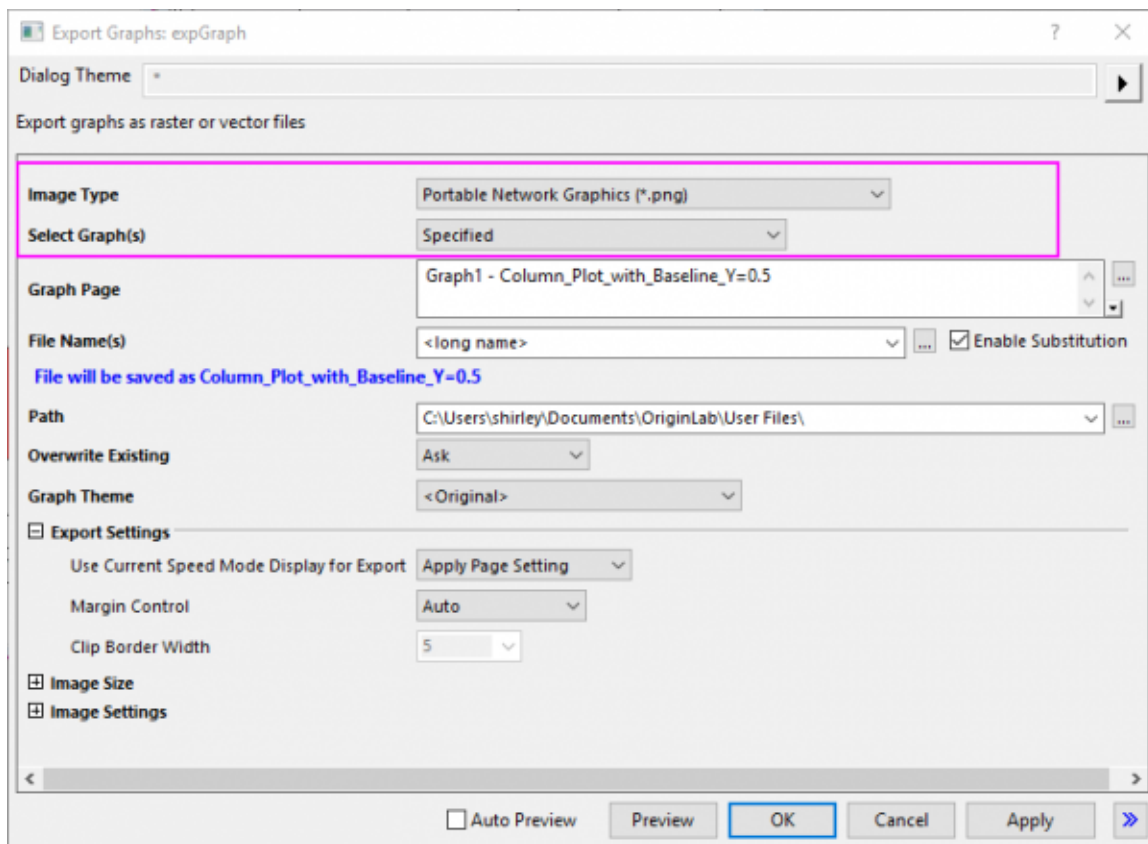 Export Graphs: expGraph
Dialog Theme *
Export graphs as raster or vector files
Image Type Portable Network Graphics (*.png)
Select Graph(s) Specified
Graph Page Graph1 - Column_Plot_with_Baseline_Y=0.5
File Name(s) <long name> ... Enable Substitution
File will be saved as Column_Plot_with_Baseline_Y=0.5
Path C:\Users\shirley\Documents\OriginLab\User Files\ ...
Overwrite Existing Ask
Graph Theme <Original>
Export Settings
Use Current Speed Mode Display for Export Apply Page Setting
Margin Control Auto
Clip Border Width 5
Image Size
Image Settings
Auto Preview Preview OK Cancel Apply